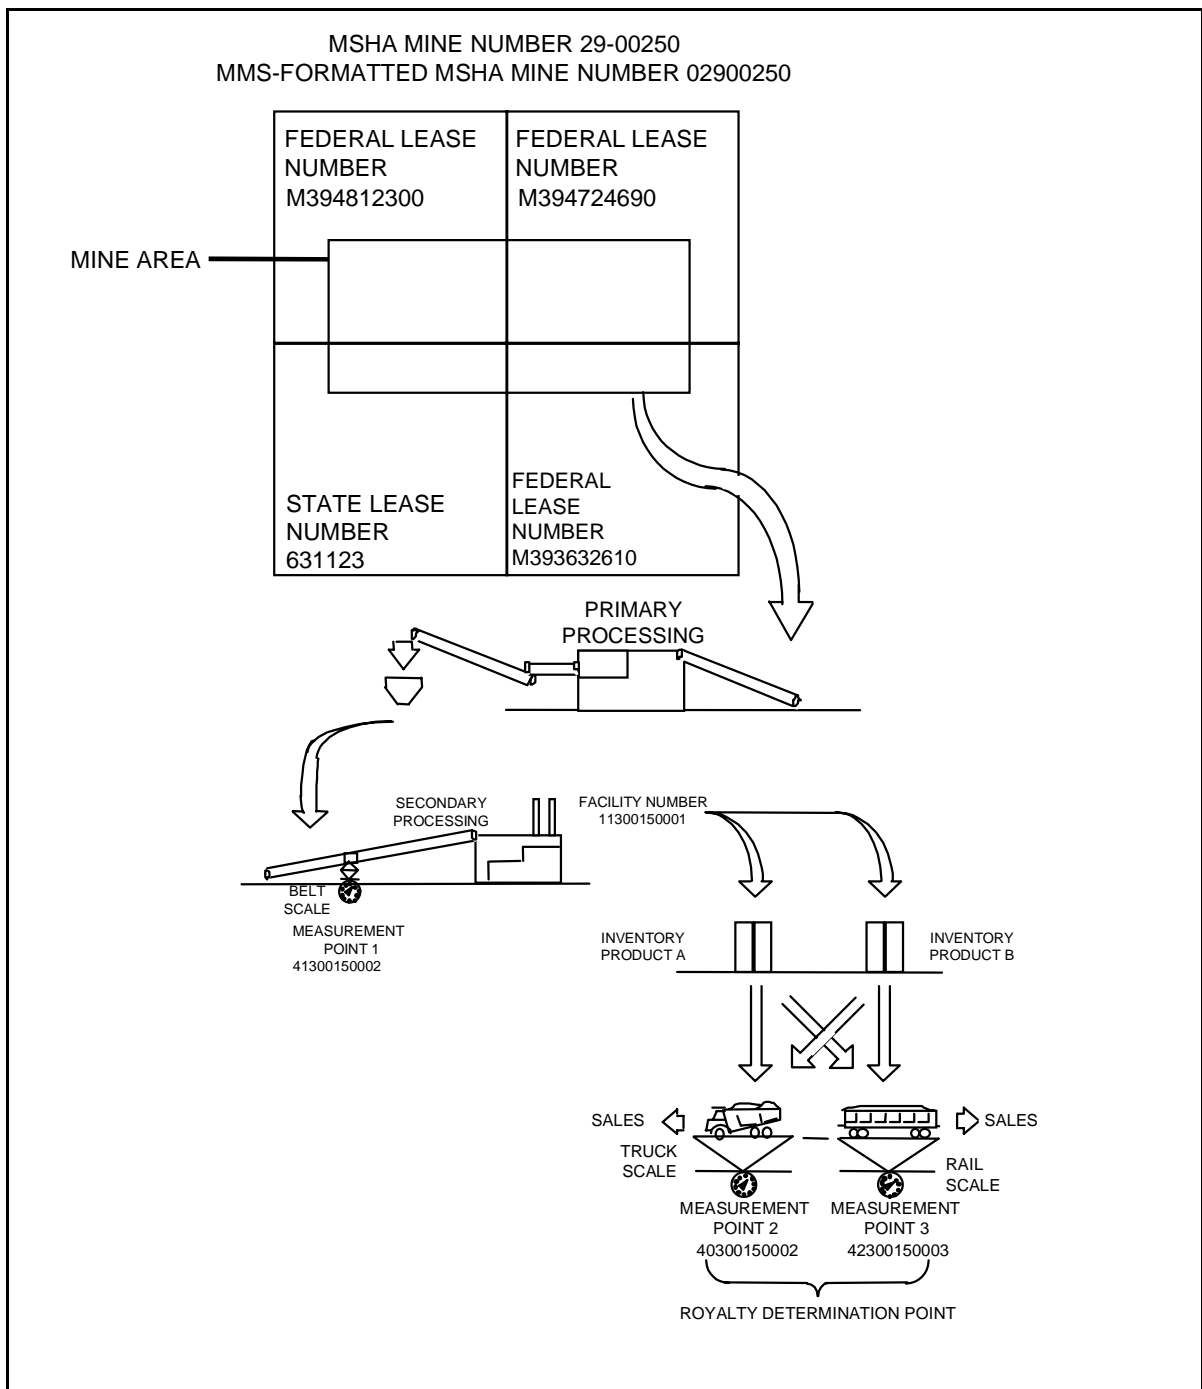 MSHA MINE NUMBER 29-00250
MMS-FORMATTED MSHA MINE NUMBER 02900250
FEDERAL LEASE
NUMBER
M394812300
FEDERAL LEASE
NUMBER
M394724690
MINE AREA
STATE LEASE
NUMBER
631123
FEDERAL
LEASE
NUMBER
M393632610
PRIMARY
PROCESSING
SECONDARY
PROCESSING
FACILITY NUMBER
11300150001
BELT
SCALE
MEASUREMENT
POINT 1
41300150002
INVENTORY
PRODUCT A
INVENTORY
PRODUCT B
SALES
SALES
TRUCK
SCALE
RAIL
SCALE
MEASUREMENT
POINT 2
40300150002
MEASUREMENT
POINT 3
42300150003
ROYALTY DETERMINATION POINT